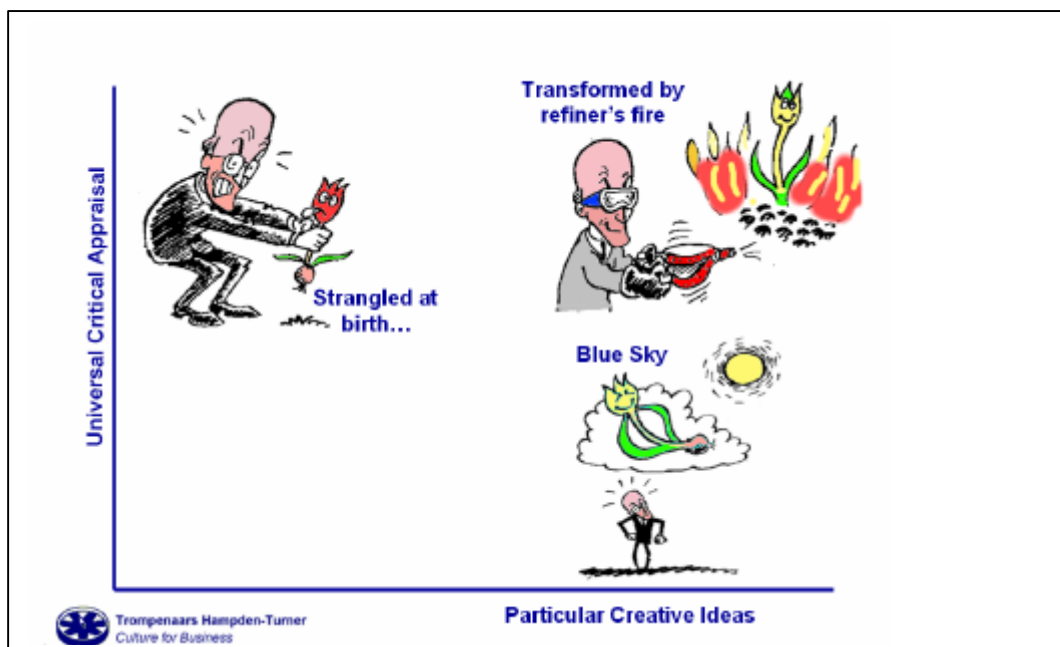 Universal Critical Appraisal
Strangled at
birth...
Transformed by
refiner's fire
Blue Sky
Particular Creative Ideas
Trompenaars Hampden-Turner
Culture for Business